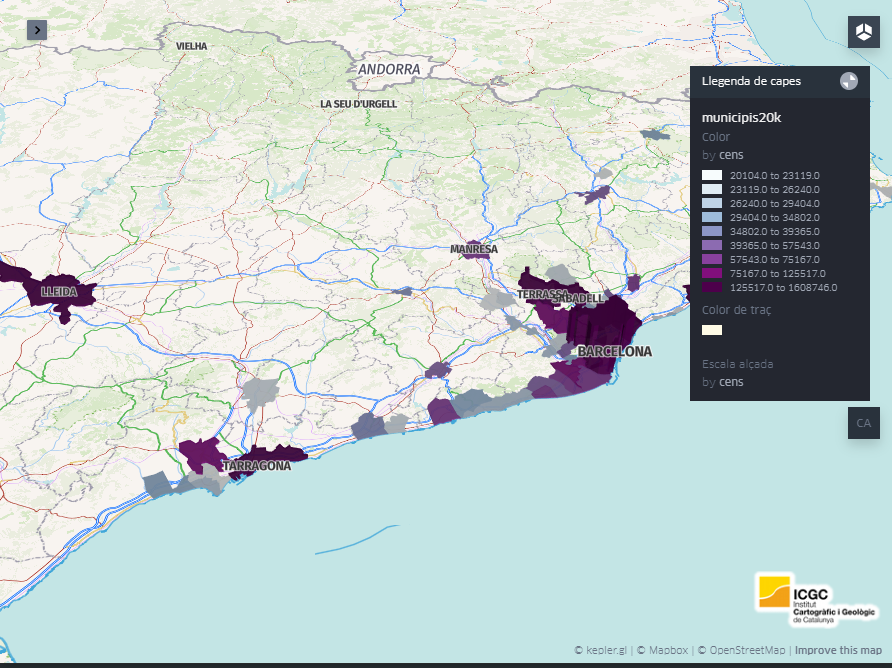 VIELHA
ANDORRA
LA SEU D'URGELL
MANRESA
LLEIDA
TERRASSA
SABADELL
BARCELONA
TARRAGONA
Llegenda de capes
municipis20k
Color
by cens
20104.0 to 23119.0
23119.0 to 26240.0
26240.0 to 29404.0
29404.0 to 34802.0
34802.0 to 39365.0
39365.0 to 57543.0
57543.0 to 75167.0
75167.0 to 125517.0
125517.0 to 1608746.0
Color de traç
Escala alçada
by cens
CA
ICGC
Institut
Cartogràfic i Geològic
de Catalunya
© kepler.gl | © Mapbox | © OpenStreetMap | Improve this map